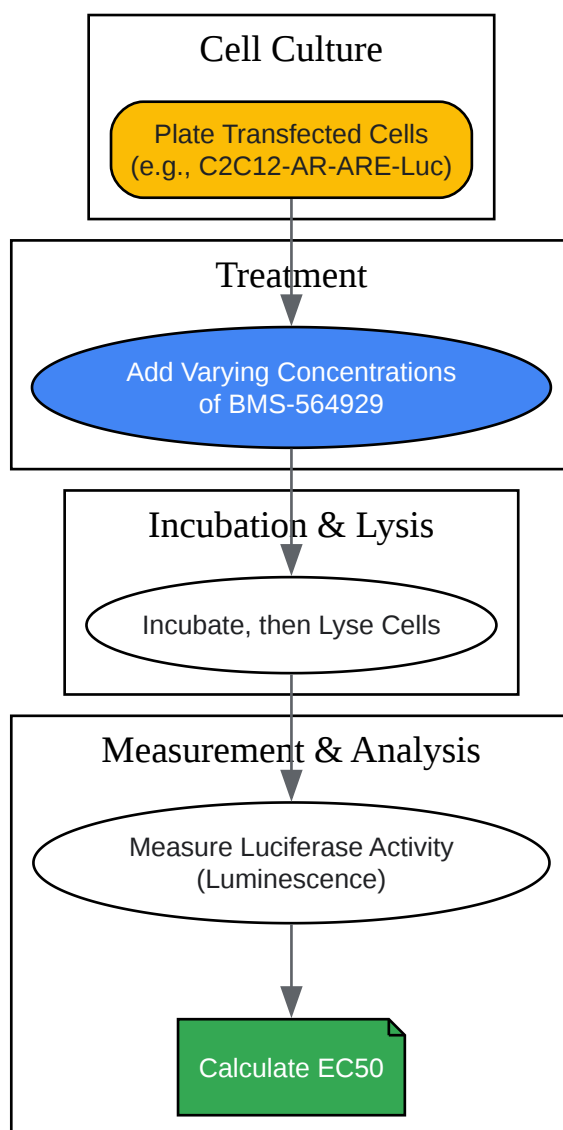 Cell Culture
Plate Transfected Cells
(e.g., C2C12-AR-ARE-Luc)
Treatment
Add Varying Concentrations
of BMS-564929
Incubation & Lysis
Incubate, then Lyse Cells
Measurement & Analysis
Measure Luciferase Activity
(Luminescence)
Calculate EC50